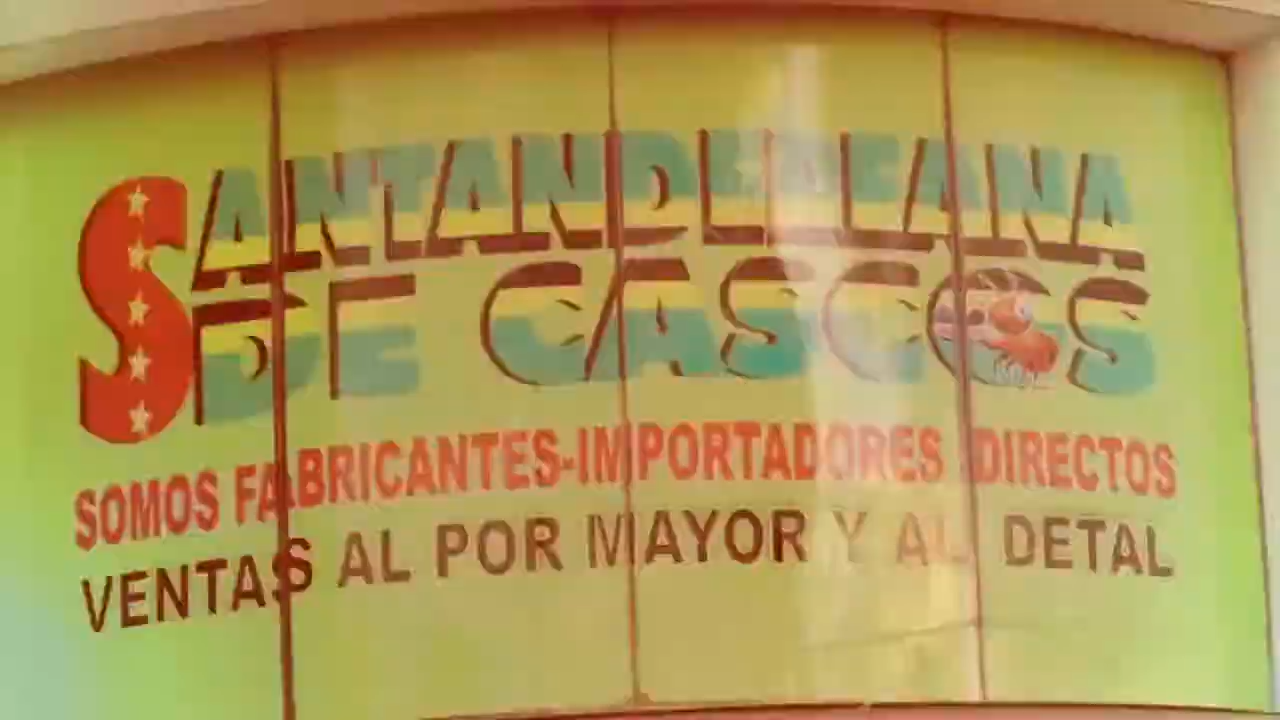 SANTANDEREANA
DE CASCOS
SOMOS FABRICANTES-IMPORTADORES DIRECTOS
VENTAS AL POR MAYOR Y AL DETAL